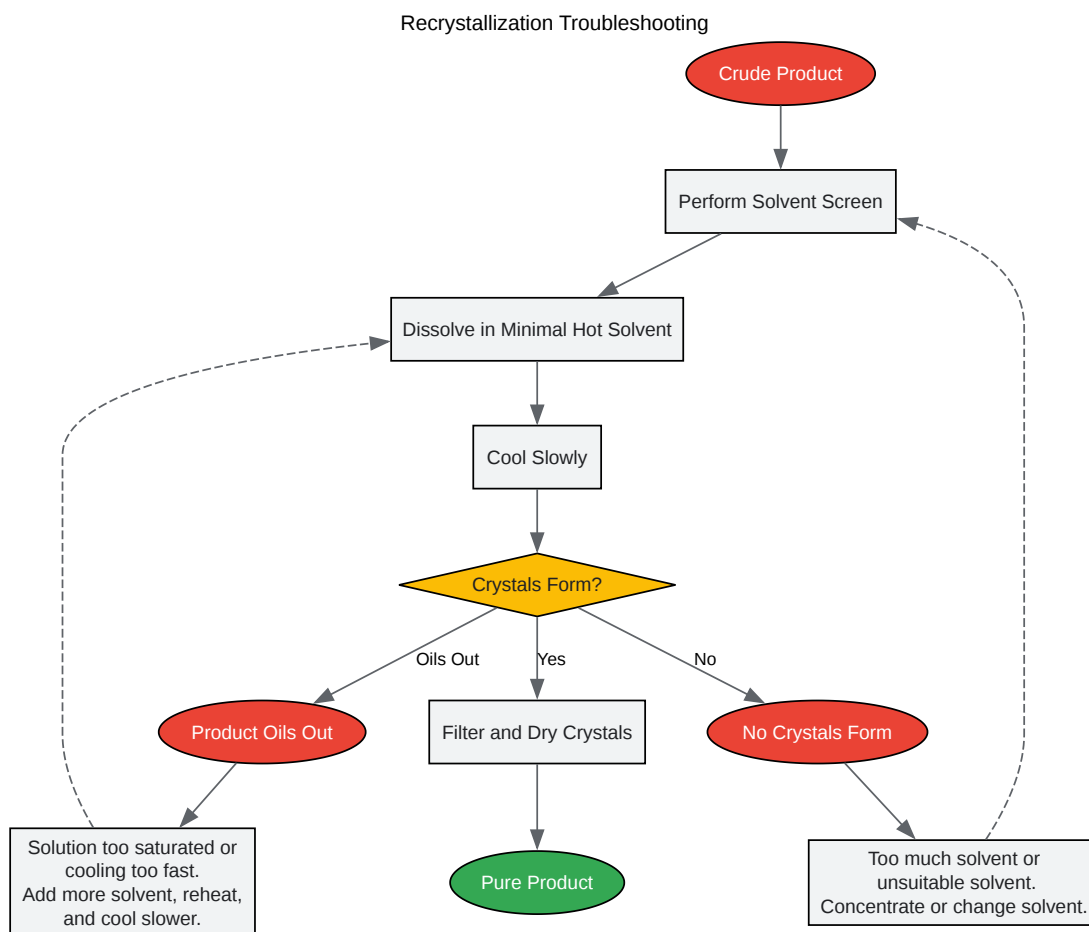 Recrystallization Troubleshooting
Crude Product
Perform Solvent Screen
Dissolve in Minimal Hot Solvent
Cool Slowly
Crystals Form?
Oils Out
Yes
No
Product Oils Out
Filter and Dry Crystals
No Crystals Form
Solution too saturated or
cooling too fast.
Add more solvent, reheat,
and cool slower.
Pure Product
Too much solvent or
unsuitable solvent.
Concentrate or change solvent.